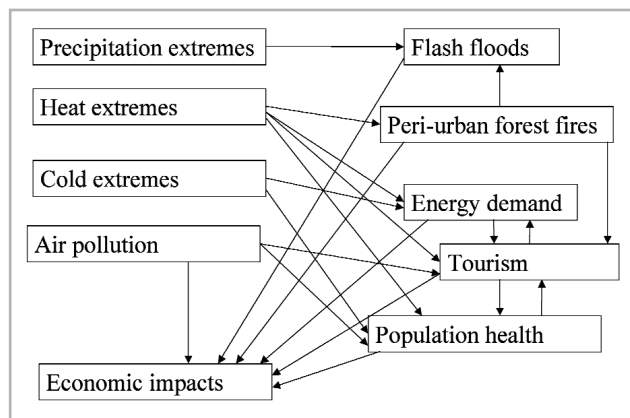 Precipitation extremes
Flash floods
Heat extremes
Peri-urban forest fires
Cold extremes
Energy demand
Air pollution
Tourism
Population health
Economic impacts